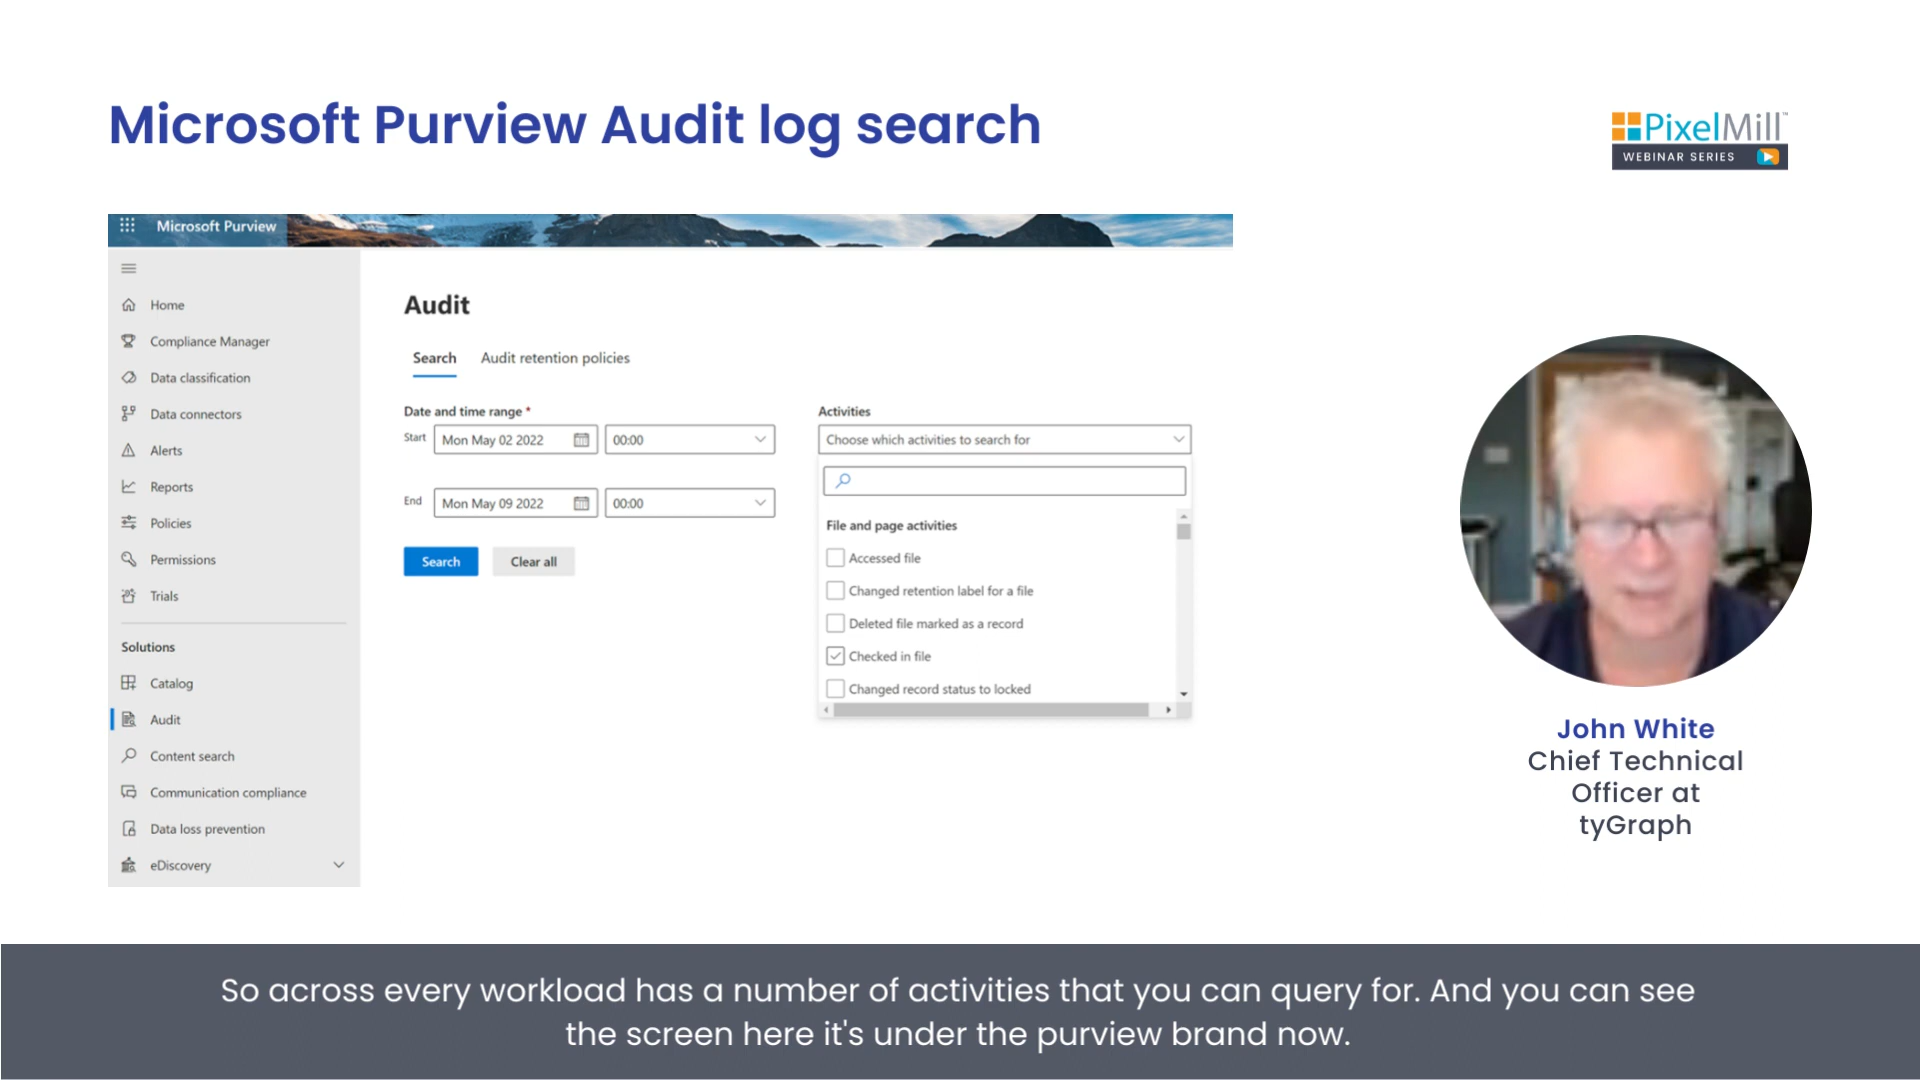 Microsoft Purview Audit log search
PixelMill™
WEBINAR SERIES
Microsoft Purview
Home
Compliance Manager
Data classification
Data connectors
Alerts
Reports
Policies
Permissions
Trials
Solutions
Catalog
Audit
Content search
Communication compliance
Data loss prevention
eDiscovery
Audit
Search Audit retention policies
Date and time range *
Start Mon May 02 2022 00:00
End Mon May 09 2022 00:00
Search Clear all
Activities
Choose which activities to search for
File and page activities
Accessed file
Changed retention label for a file
Deleted file marked as a record
Checked in file
Changed record status to locked
John White
Chief Technical
Officer at
tyGraph
So across every workload has a number of activities that you can query for. And you can see
the screen here it's under the purview brand now.